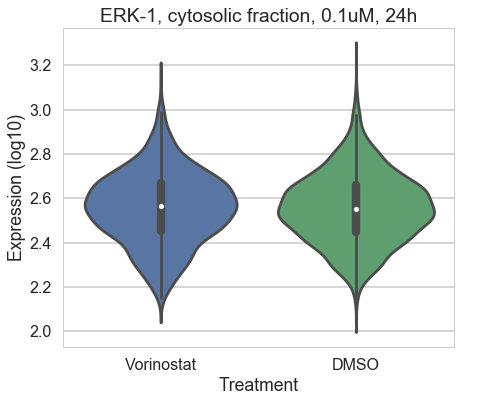 ERK-1, cytosolic fraction, 0.1uM, 24h
Expression (log10)
3.2
3.0
2.8
2.6
2.4
2.2
2.0
Vorinostat
DMSO
Treatment